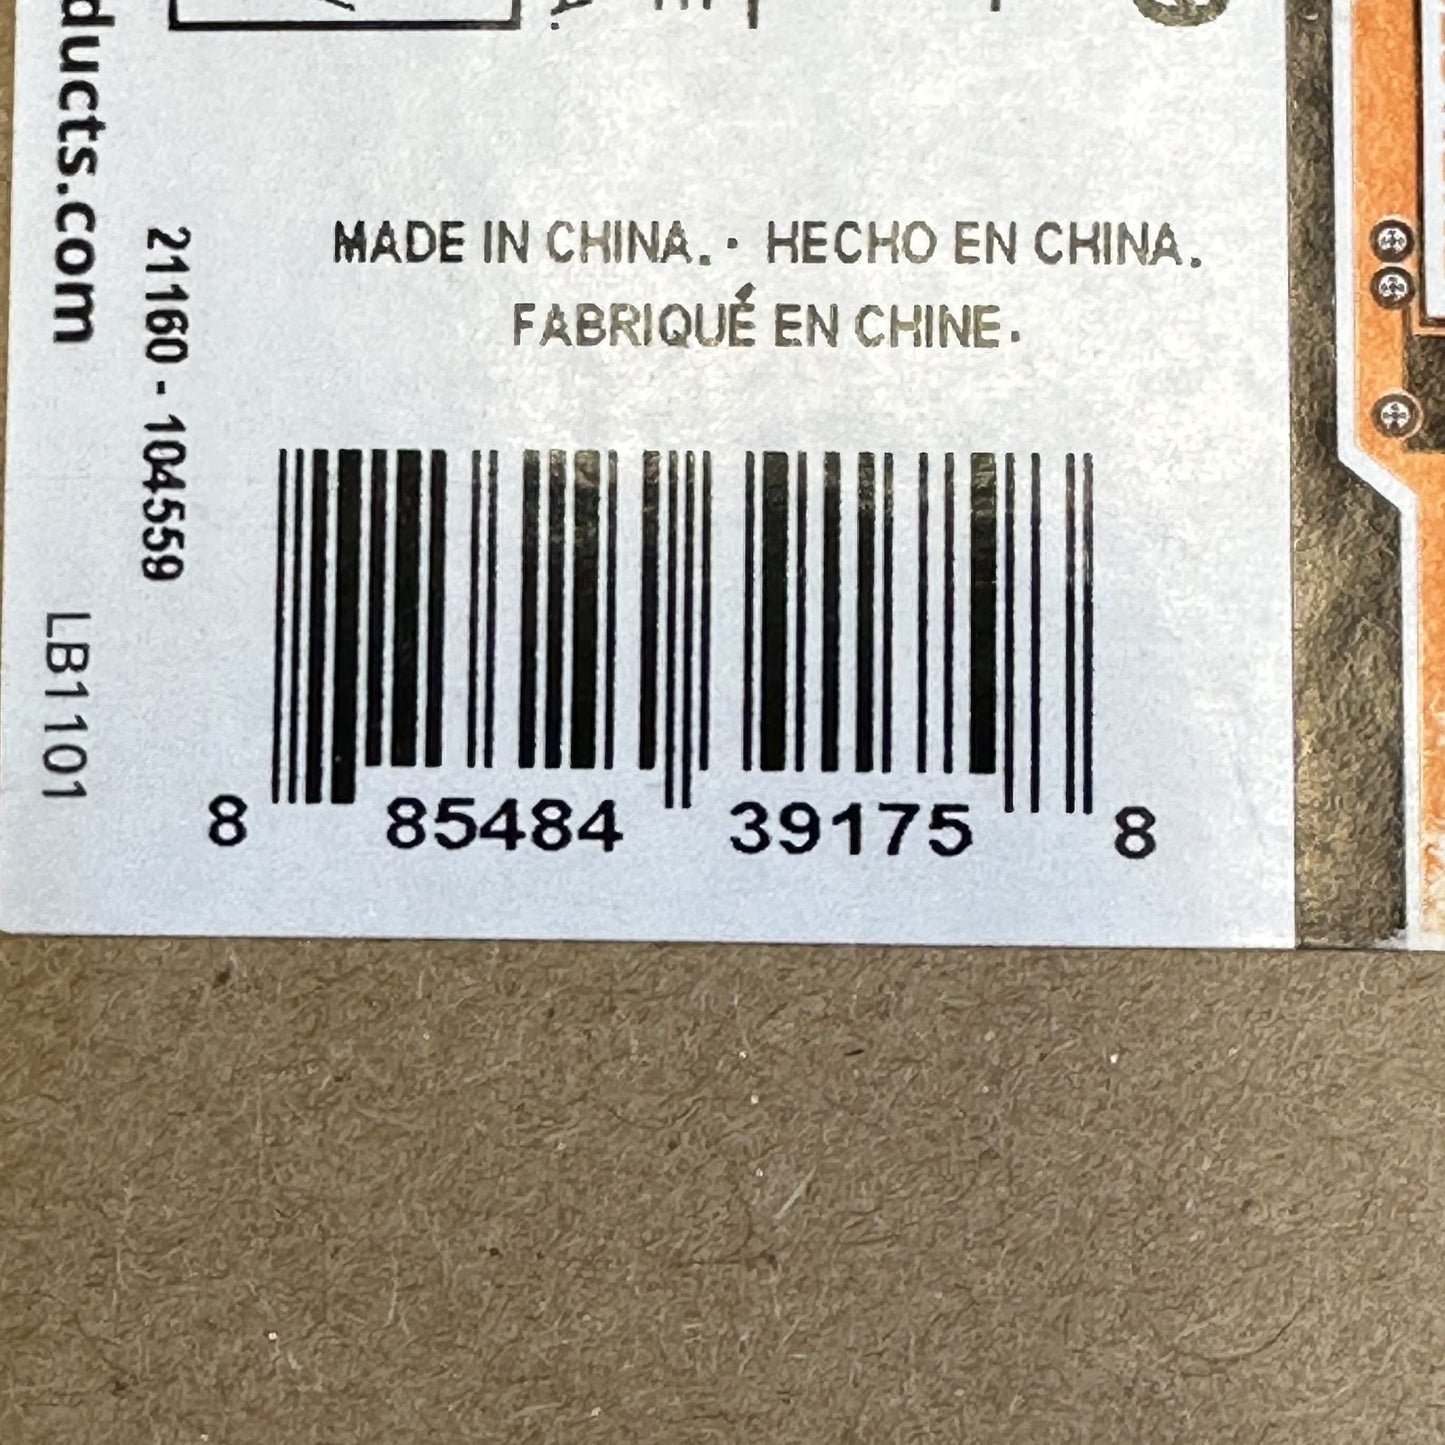 ducts.com
21160 - 104559
LB1101
MADE IN CHINA. · HECHO EN CHINA.
FABRIQUÉ EN CHINE.
8 85484 39175 8